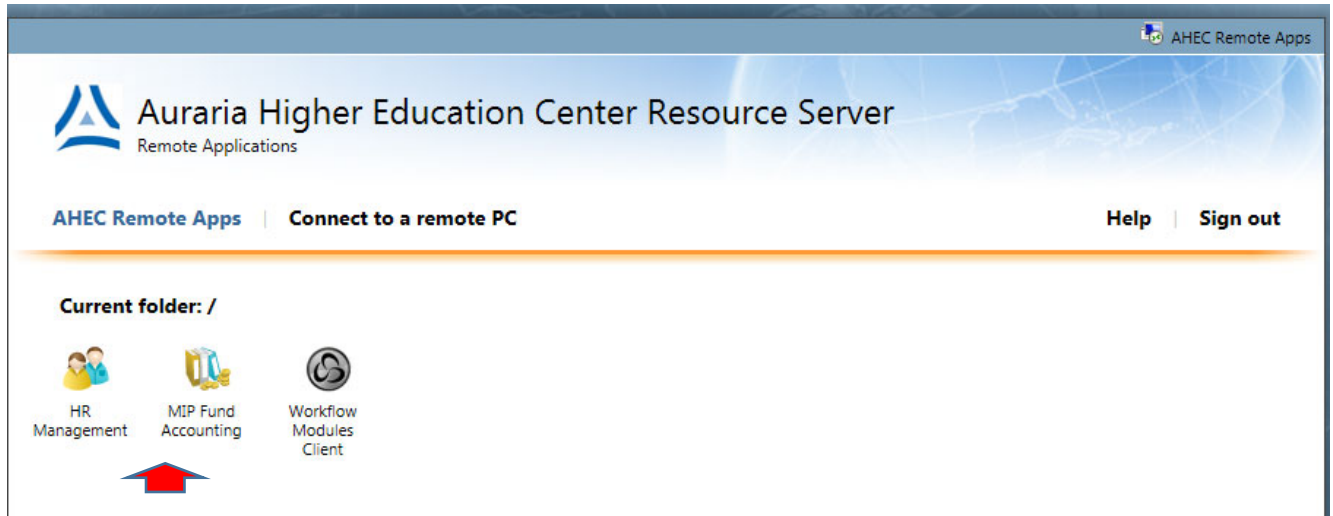 AHEC Remote Apps
Auraria Higher Education Center Resource Server
Remote Applications
AHEC Remote Apps | Connect to a remote PC
Help | Sign out
Current folder: /
HR
Management
MIP Fund
Accounting
Workflow
Modules
Client